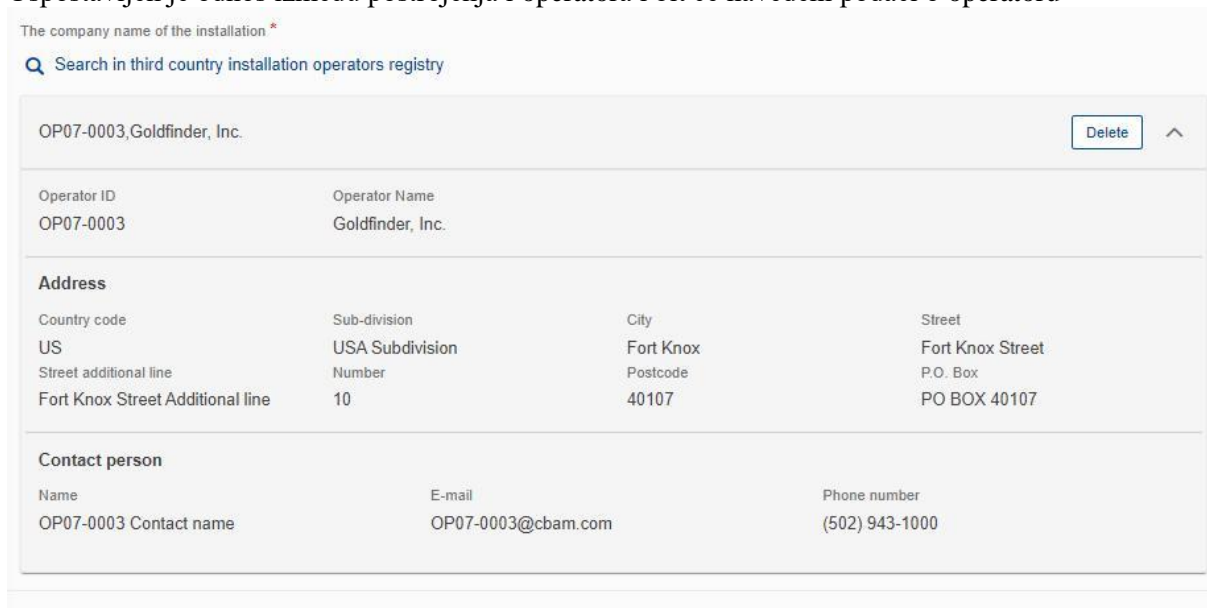 The company name of the installation *
Search in third country installation operators registry
OP07-0003,Goldfinder, Inc.
Delete
Operator ID Operator Name
OP07-0003 Goldfinder, Inc.
Address
Country code Sub-division City Street
US USA Subdivision Fort Knox Fort Knox Street
Street additional line Number Postcode P.O. Box
Fort Knox Street Additional line 10 40107 PO BOX 40107
Contact person
Name E-mail Phone number
OP07-0003 Contact name OP07-0003@cbam.com (502) 943-1000